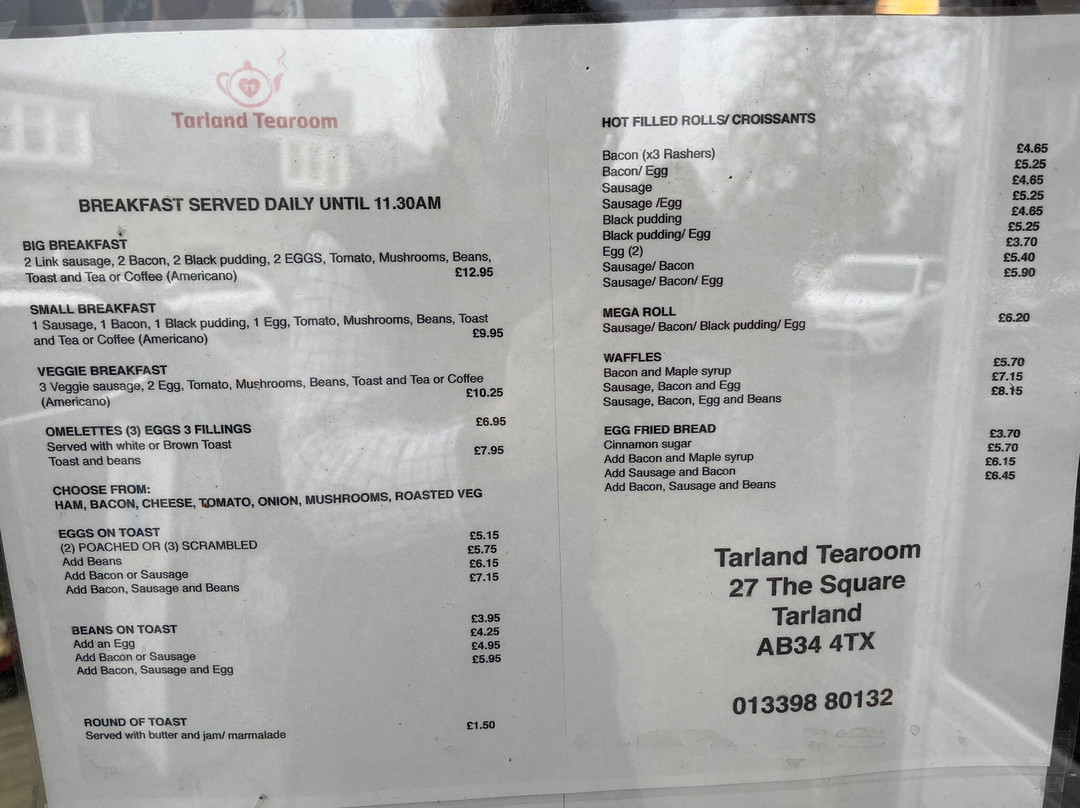 TT
Tarland Tearoom
BREAKFAST SERVED DAILY UNTIL 11.30AM
BIG BREAKFAST
2 Link sausage, 2 Bacon, 2 Black pudding, 2 EGGS, Tomato, Mushrooms, Beans,
Toast and Tea or Coffee (Americano) £12.95
SMALL BREAKFAST
1 Sausage, 1 Bacon, 1 Black pudding, 1 Egg, Tomato, Mushrooms, Beans, Toast
and Tea or Coffee (Americano) £9.95
VEGGIE BREAKFAST
3 Veggie sausage, 2 Egg, Tomato, Mushrooms, Beans, Toast and Tea or Coffee
(Americano) £10.25
OMELETTES (3) EGGS 3 FILLINGS £6.95
Served with white or Brown Toast
Toast and beans £7.95
CHOOSE FROM:
HAM, BACON, CHEESE, TOMATO, ONION, MUSHROOMS, ROASTED VEG
EGGS ON TOAST
(2) POACHED OR (3) SCRAMBLED £5.15
Add Beans £5.75
Add Bacon or Sausage £6.15
Add Bacon, Sausage and Beans £7.15
BEANS ON TOAST £3.95
Add an Egg £4.25
Add Bacon or Sausage £4.95
Add Bacon, Sausage and Egg £5.95
ROUND OF TOAST £1.50
Served with butter and jam/ marmalade
HOT FILLED ROLLS/ CROISSANTS
Bacon (x3 Rashers) £4.65
Bacon/ Egg £5.25
Sausage £4.65
Sausage /Egg £5.25
Black pudding £4.65
Black pudding/ Egg £5.25
Egg (2) £3.70
Sausage/ Bacon £5.40
Sausage/ Bacon/ Egg £5.90
MEGA ROLL
Sausage/ Bacon/ Black pudding/ Egg £6.20
WAFFLES
Bacon and Maple syrup £5.70
Sausage, Bacon and Egg £7.15
Sausage, Bacon, Egg and Beans £8.15
EGG FRIED BREAD
Cinnamon sugar £3.70
Add Bacon and Maple syrup £5.70
Add Sausage and Bacon £6.15
Add Bacon, Sausage and Beans £6.45
Tarland Tearoom
27 The Square
Tarland
AB34 4TX
013398 80132